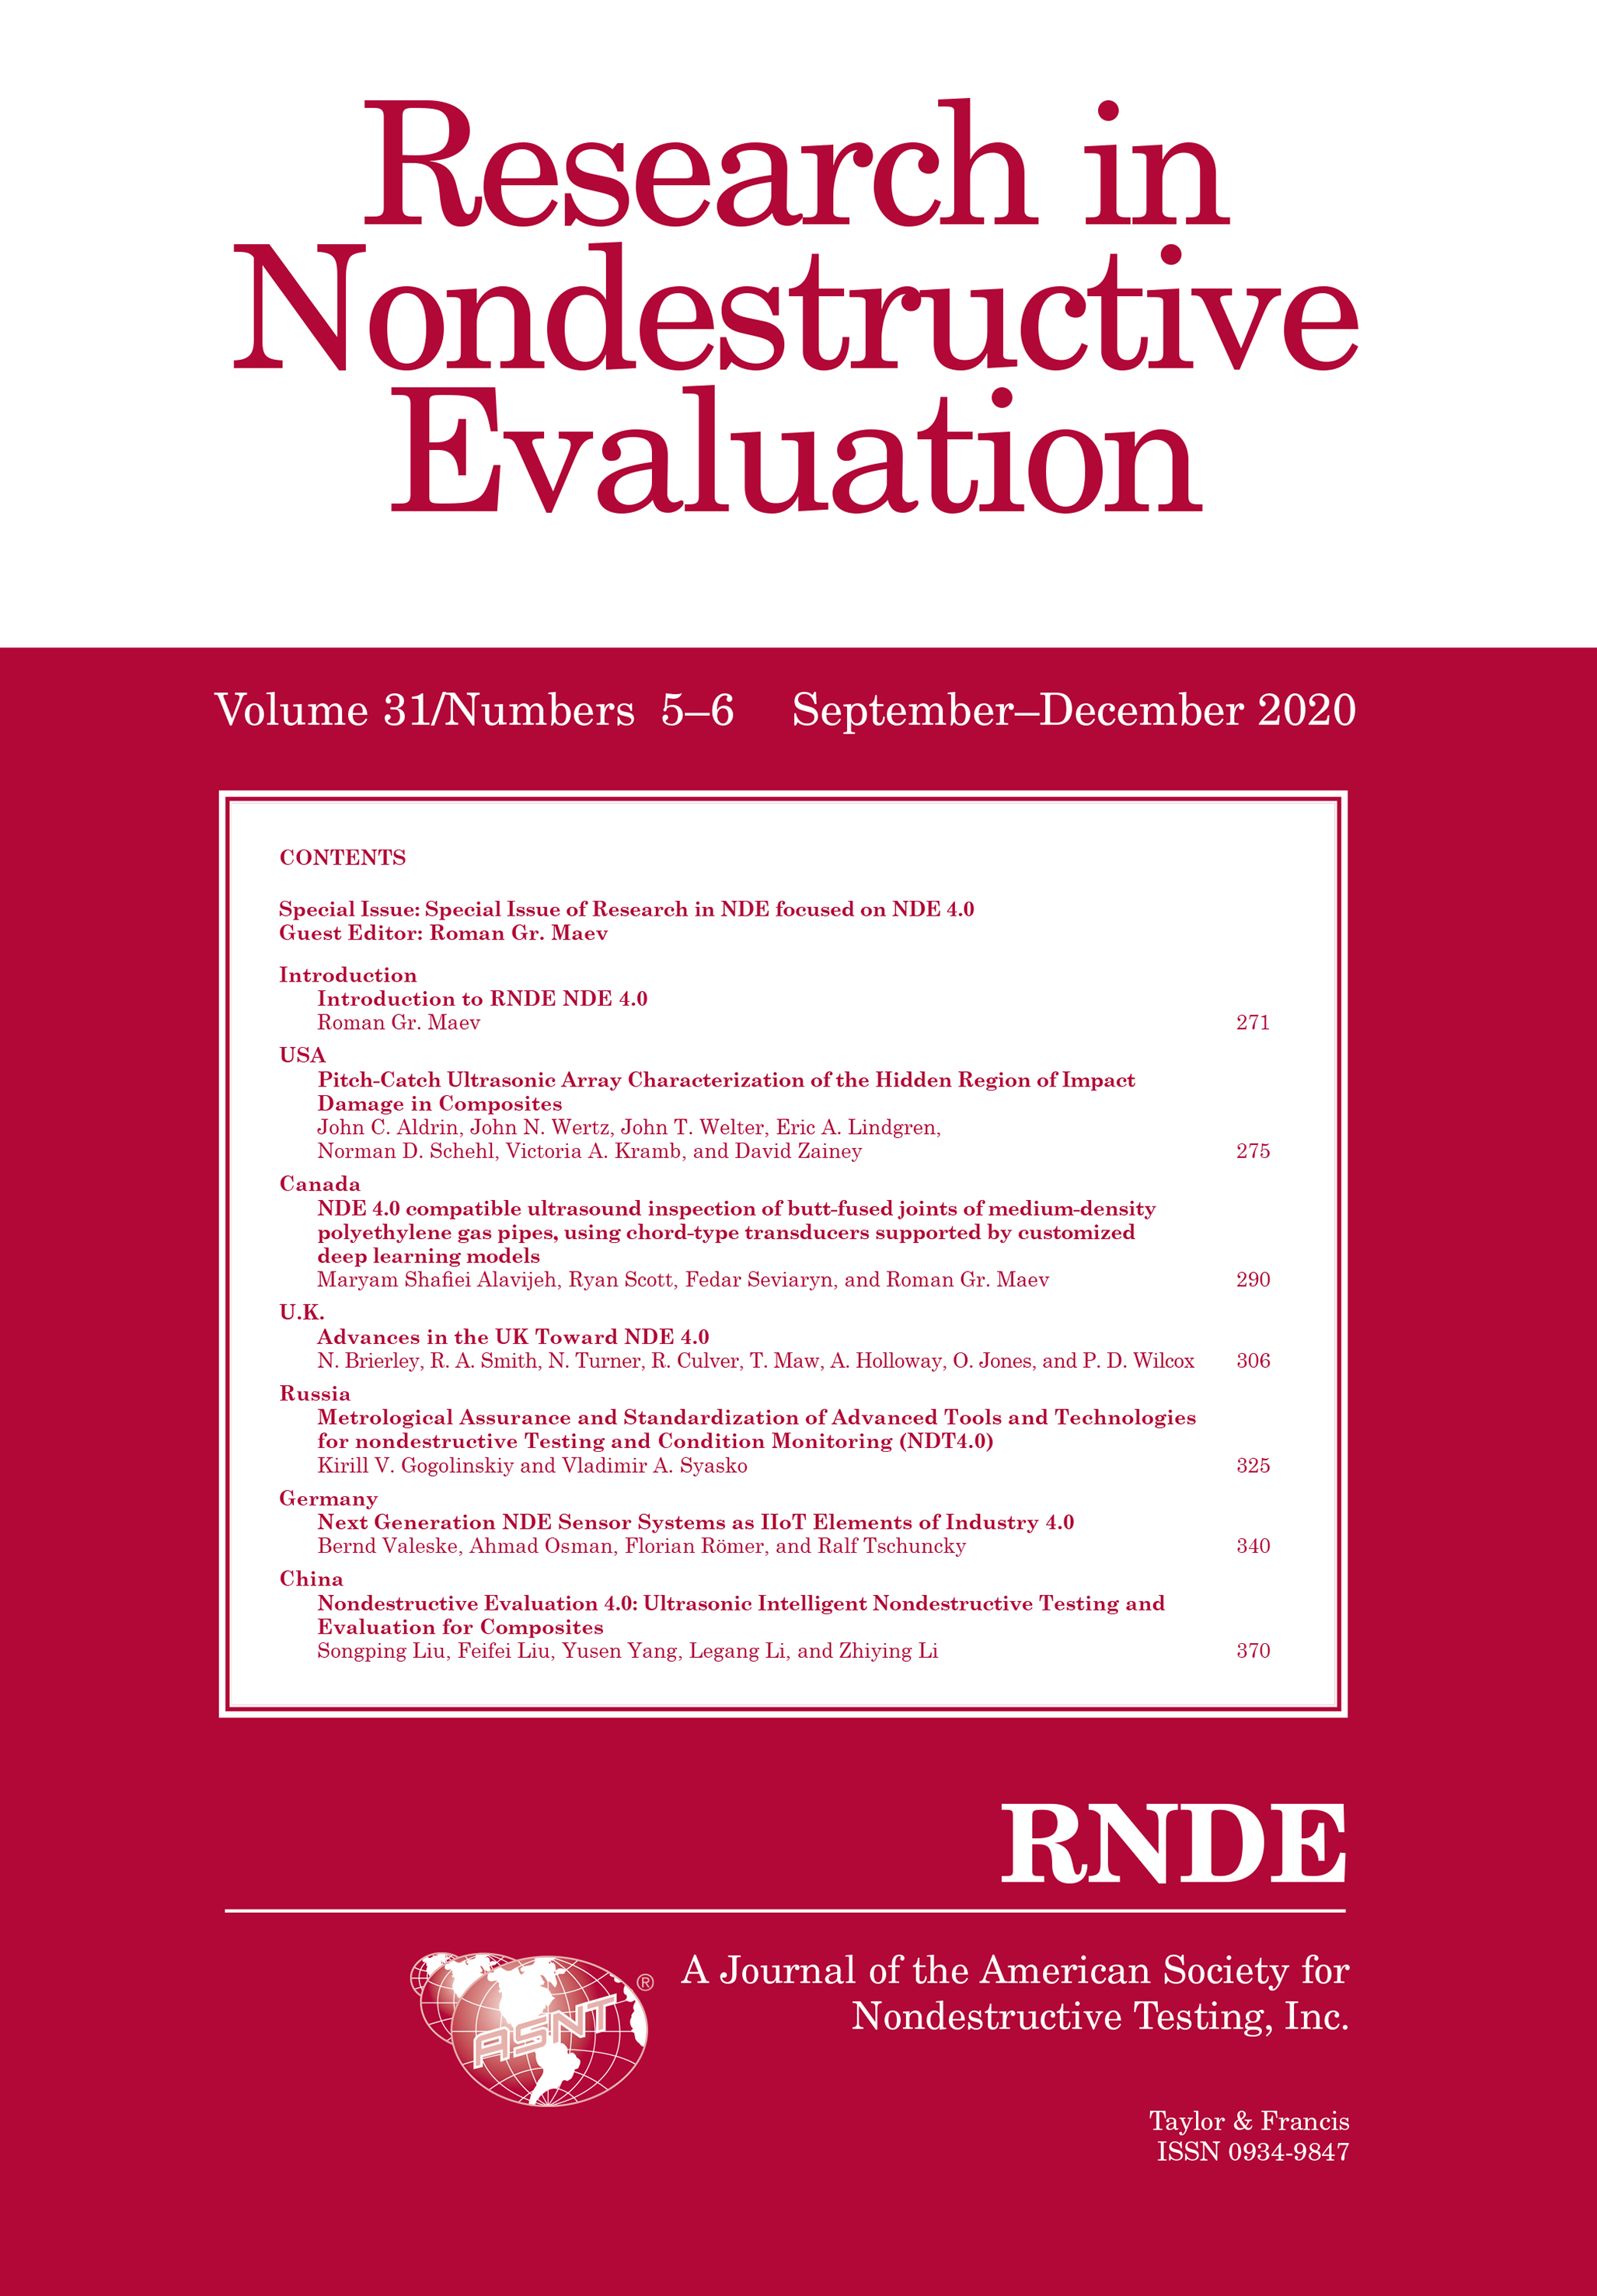 Research in
Nondestructive
Evaluation
Volume 31/Numbers 5–6 September–December 2020
CONTENTS
Special Issue: Special Issue of Research in NDE focused on NDE 4.0
Guest Editor: Roman Gr. Maev
Introduction
Introduction to RNDE NDE 4.0
Roman Gr. Maev 271
USA
Pitch-Catch Ultrasonic Array Characterization of the Hidden Region of Impact
Damage in Composites
John C. Aldrin, John N. Wertz, John T. Welter, Eric A. Lindgren,
Norman D. Schehl, Victoria A. Kramb, and David Zainey 275
Canada
NDE 4.0 compatible ultrasound inspection of butt-fused joints of medium-density
polyethylene gas pipes, using chord-type transducers supported by customized
deep learning models
Maryam Shafiei Alavijeh, Ryan Scott, Fedar Seviaryn, and Roman Gr. Maev 290
U.K.
Advances in the UK Toward NDE 4.0
N. Brierley, R. A. Smith, N. Turner, R. Culver, T. Maw, A. Holloway, O. Jones, and P. D. Wilcox 306
Russia
Metrological Assurance and Standardization of Advanced Tools and Technologies
for nondestructive Testing and Condition Monitoring (NDT4.0)
Kirill V. Gogolinskiy and Vladimir A. Syasko 325
Germany
Next Generation NDE Sensor Systems as IIoT Elements of Industry 4.0
Bernd Valeske, Ahmad Osman, Florian Römer, and Ralf Tschuncky 340
China
Nondestructive Evaluation 4.0: Ultrasonic Intelligent Nondestructive Testing and
Evaluation for Composites
Songping Liu, Feifei Liu, Yusen Yang, Legang Li, and Zhiying Li 370
RNDE
ASNT ®
A Journal of the American Society for
Nondestructive Testing, Inc.
Taylor & Francis
ISSN 0934-9847